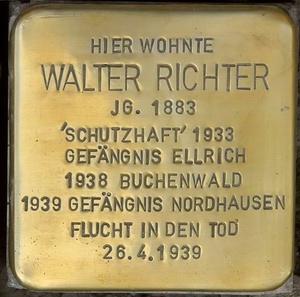 HIER WOHNTE
WALTER RICHTER
JG. 1883
'SCHUTZHAFT' 1933
GEFÄNGNIS ELLRICH
1938 BUCHENWALD
1939 GEFÄNGNIS NORDHAUSEN
FLUCHT IN DEN TOD
26.4.1939